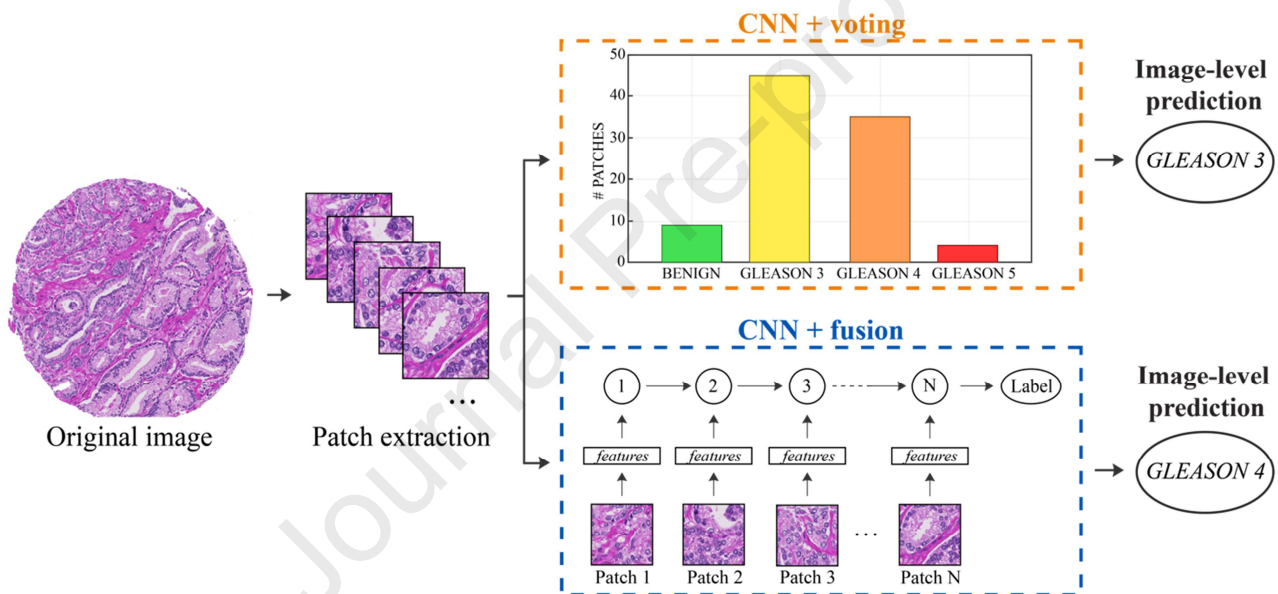 Journal Pre-pro
Original image
Patch extraction
...
CNN + voting
# PATCHES
50
40
30
20
10
0
BENIGN GLEASON 3 GLEASON 4 GLEASON 5
Image-level
prediction
GLEASON 3
CNN + fusion
1 2 3 N Label
features features features features
...
Patch 1 Patch 2 Patch 3 Patch N
Image-level
prediction
GLEASON 4